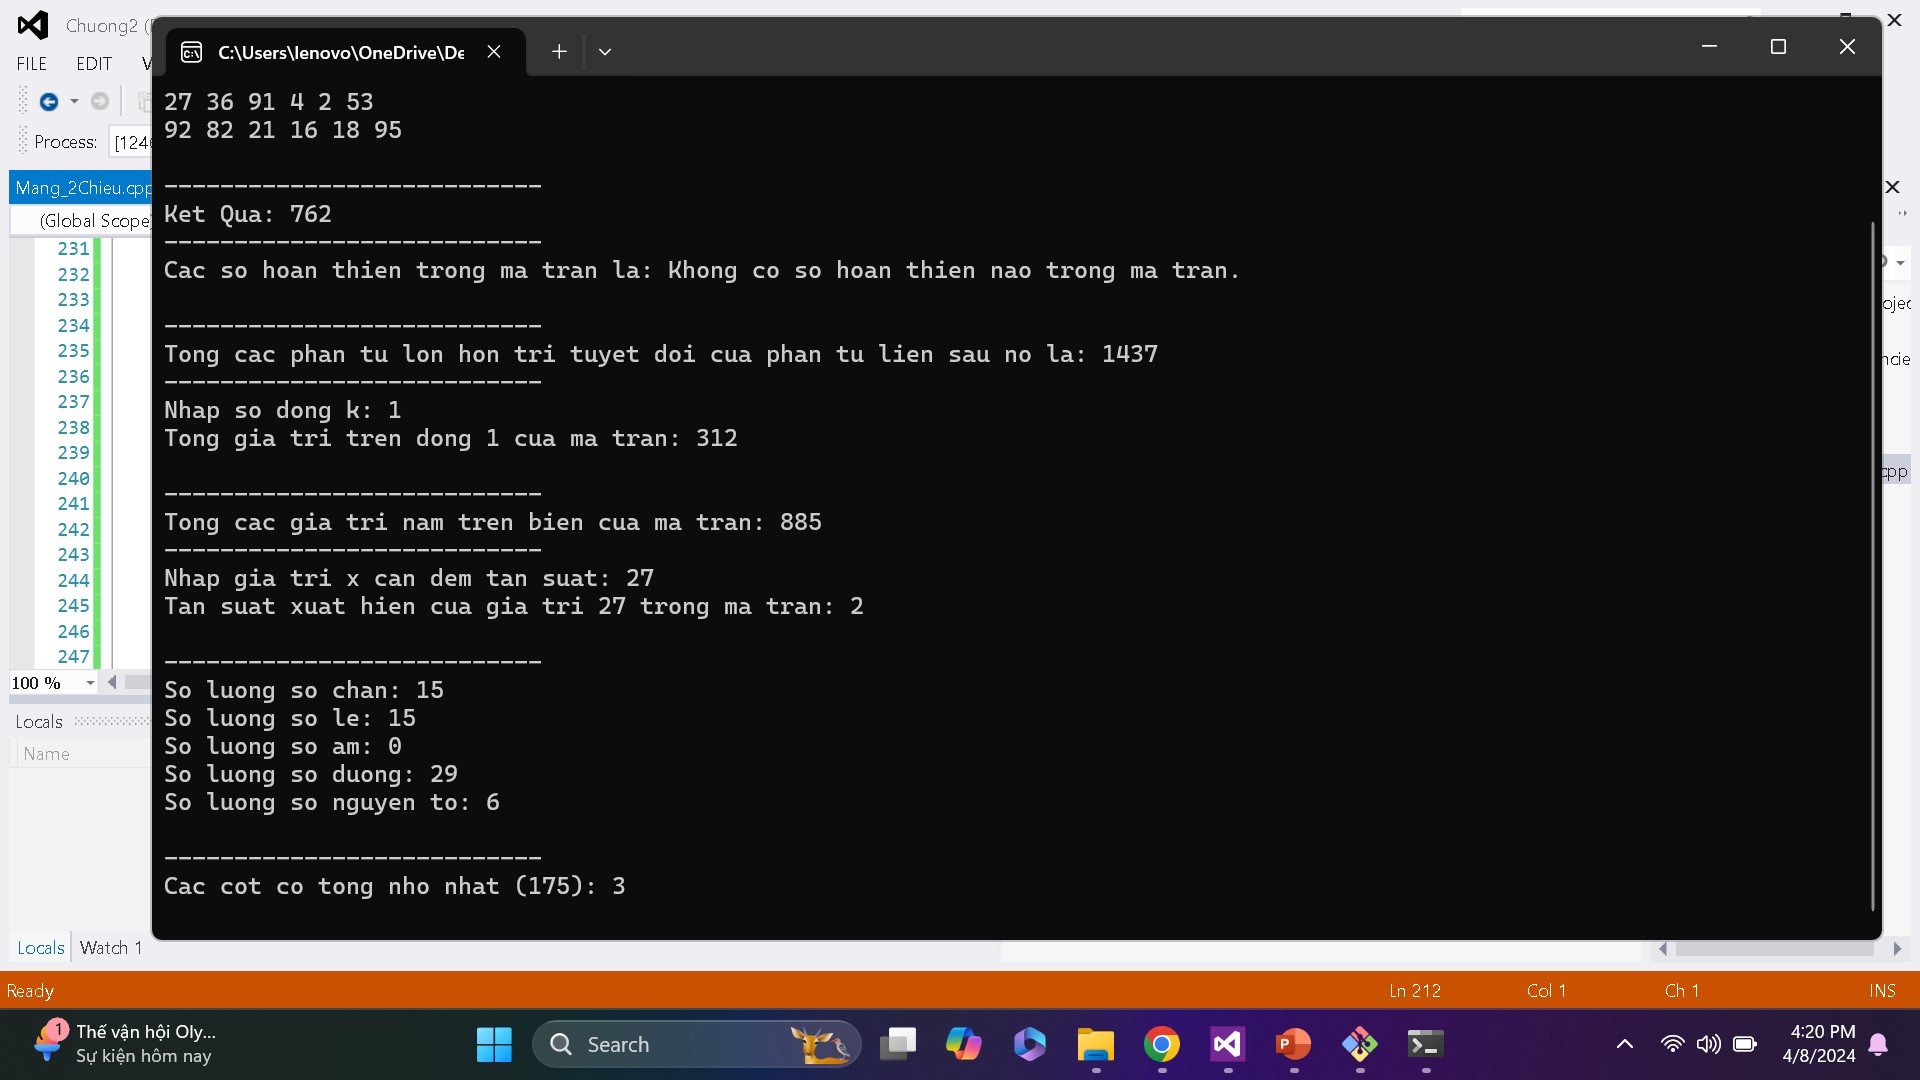 Chuong2 (
C:\Users\lenovo\OneDrive\De
FILE EDIT V
Process: [124
Mang_2Chieu.cpp
(Global Scope)
231
232
233
234
235
236
237
238
239
240
241
242
243
244
245
246
247
100 %
Locals
Name
Locals Watch 1
27 36 91 4 2 53
92 82 21 16 18 95
---------------------------
Ket Qua: 762
---------------------------
Cac so hoan thien trong ma tran la: Khong co so hoan thien nao trong ma tran.
---------------------------
Tong cac phan tu lon hon tri tuyet doi cua phan tu lien sau no la: 1437
---------------------------
Nhap so dong k: 1
Tong gia tri tren dong 1 cua ma tran: 312
---------------------------
Tong cac gia tri nam tren bien cua ma tran: 885
---------------------------
Nhap gia tri x can dem tan suat: 27
Tan suat xuat hien cua gia tri 27 trong ma tran: 2
---------------------------
So luong so chan: 15
So luong so le: 15
So luong so am: 0
So luong so duong: 29
So luong so nguyen to: 6
---------------------------
Cac cot co tong nho nhat (175): 3
ojec
ncie
cpp
Ready Ln 212 Col 1 Ch 1 INS
1
Thế vận hội Oly...
Sự kiện hôm nay
Search
4:20 PM
4/8/2024